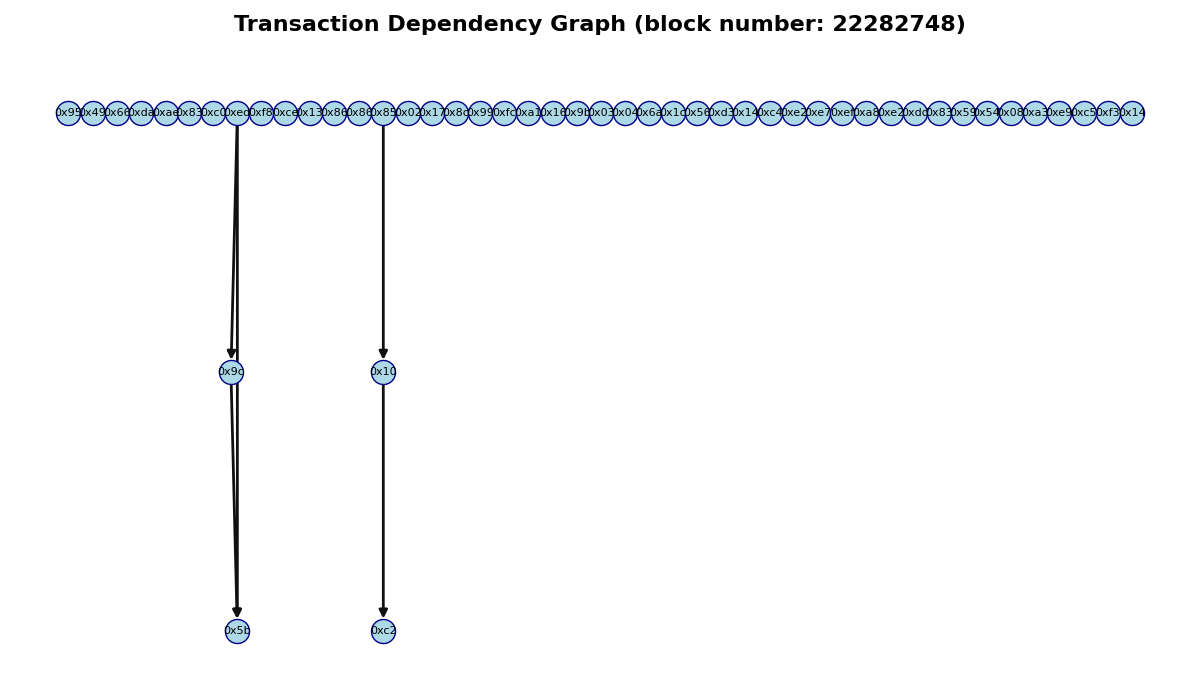 Transaction Dependency Graph (block number: 22282748)
0x95 0x49 0x66 0xda 0xae 0x83 0xc0 0xed 0xf8 0xce 0x13 0x86 0x86 0x85 0x02 0x17 0x8c 0x99 0xfc 0xa1 0x16 0x9b 0x03 0x04 0x6a 0x1c 0x56 0xd3 0x14 0xc4 0xe2 0xe7 0xef 0xa8 0xe2 0xdd 0x83 0x59 0x54 0x08 0xa3 0xe9 0xc5 0xf3 0x14
0x9c 0x10
0x5b 0xc2